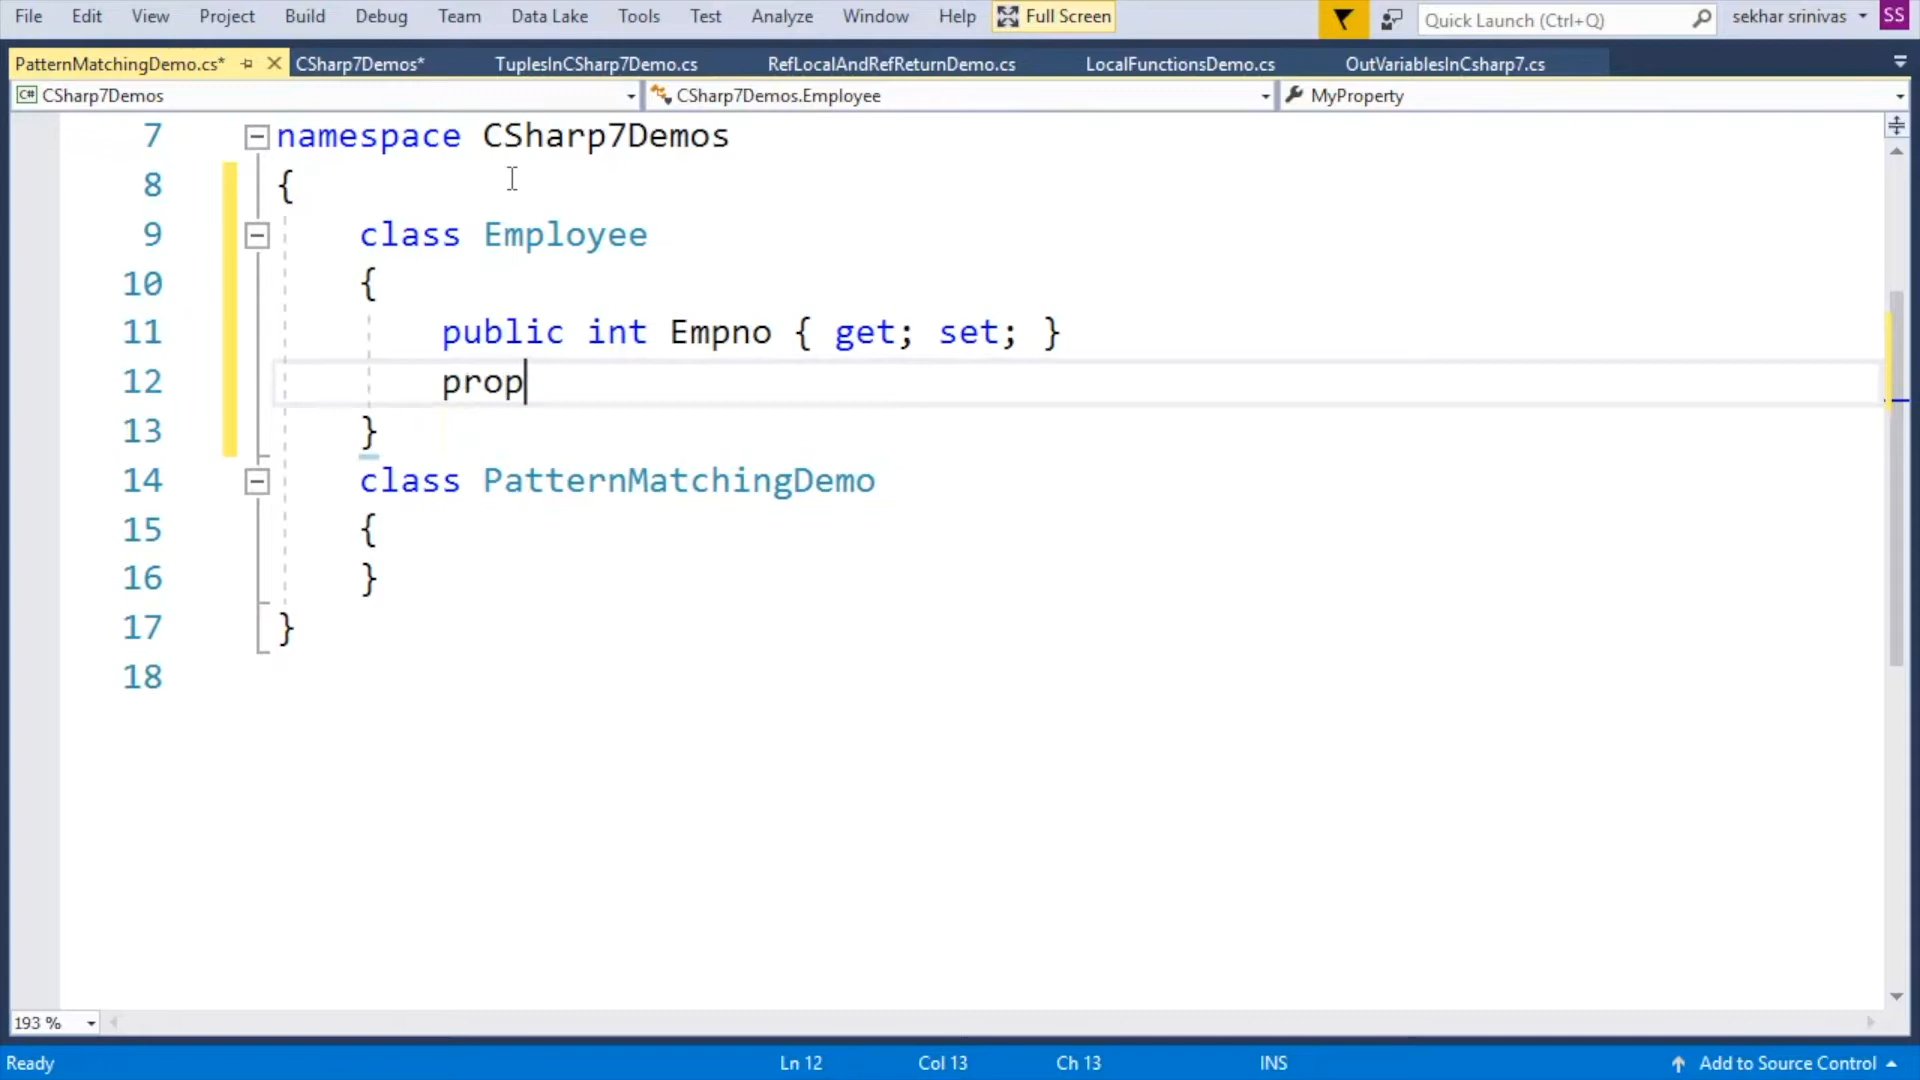 File Edit View Project Build Debug Team Data Lake Tools Test Analyze Window Help Full Screen Quick Launch (Ctrl+Q) sekhar srinivas SS
PatternMatchingDemo.cs* CSharp7Demos* TuplesInCSharp7Demo.cs RefLocalAndRefReturnDemo.cs LocalFunctionsDemo.cs OutVariablesInCsharp7.cs
C# CSharp7Demos CSharp7Demos.Employee MyProperty
7 namespace CSharp7Demos
8 {
9 class Employee
10 {
11 public int Empno { get; set; }
12 prop
13 }
14 class PatternMatchingDemo
15 {
16 }
17 }
18
193 %
Ready Ln 12 Col 13 Ch 13 INS Add to Source Control